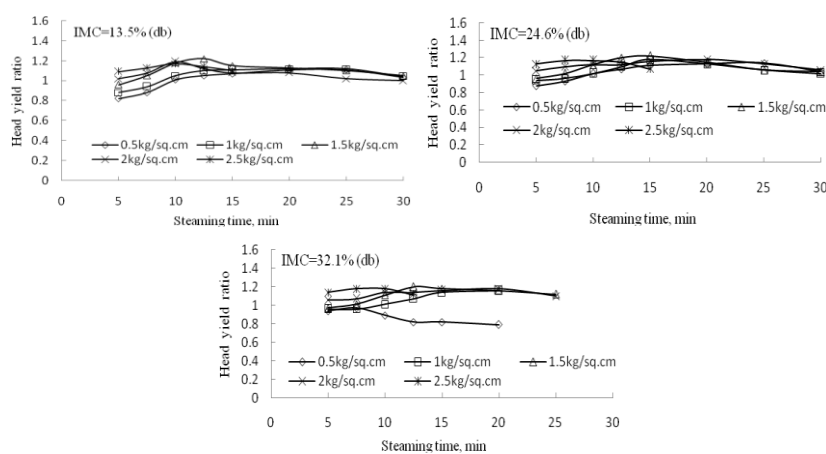 IMC=13.5% (db)
Head yield ratio
1.6
1.4
1.2
1
0.8
0.6
0.4
0.2
0
0.5kg/sq.cm 1kg/sq.cm 1.5kg/sq.cm
2kg/sq.cm 2.5kg/sq.cm
0 5 10 15 20 25 30
Steaming time, min
IMC=24.6% (db)
Head yield ratio
1.6
1.4
1.2
1
0.8
0.6
0.4
0.2
0
0.5kg/sq.cm 1kg/sq.cm 1.5kg/sq.cm
2kg/sq.cm 2.5kg/sq.cm
0 5 10 15 20 25 30
Steaming time, min
IMC=32.1% (db)
Head yield ratio
1.6
1.4
1.2
1
0.8
0.6
0.4
0.2
0
0.5kg/sq.cm 1kg/sq.cm 1.5kg/sq.cm
2kg/sq.cm 2.5kg/sq.cm
0 5 10 15 20 25 30
Steaming time, min